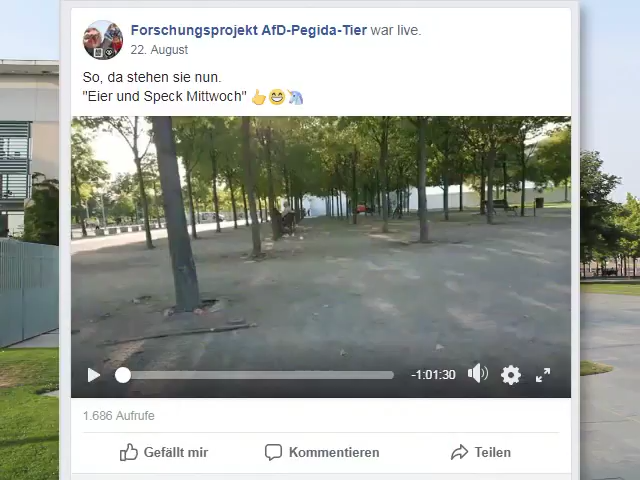 Forschungsprojekt AfD-Pegida-Tier war live.
22. August
So, da stehen sie nun.
"Eier und Speck Mittwoch" 👍😁🐴
-1:01:30
1.686 Aufrufe
Gefällt mir Kommentieren Teilen